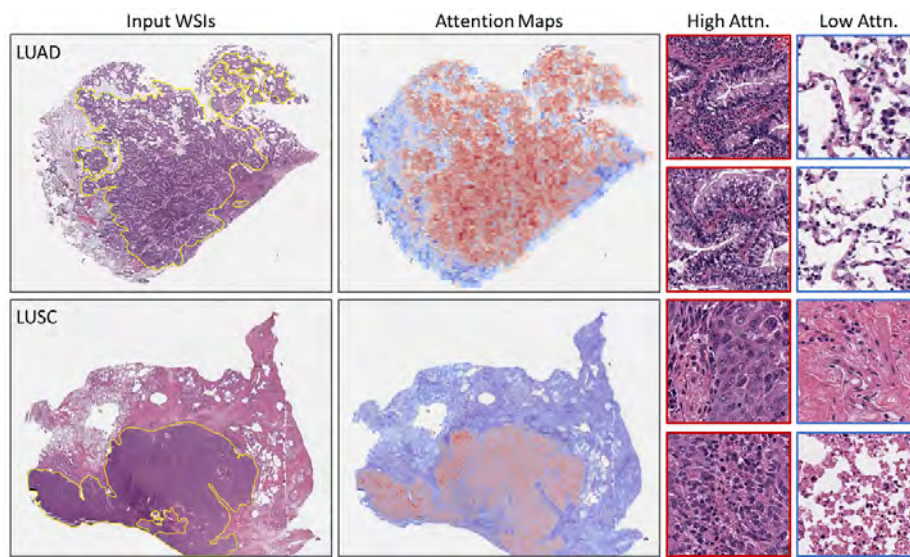 Input WSIs
Attention Maps
High Attn.
Low Attn.
LUAD
LUSC